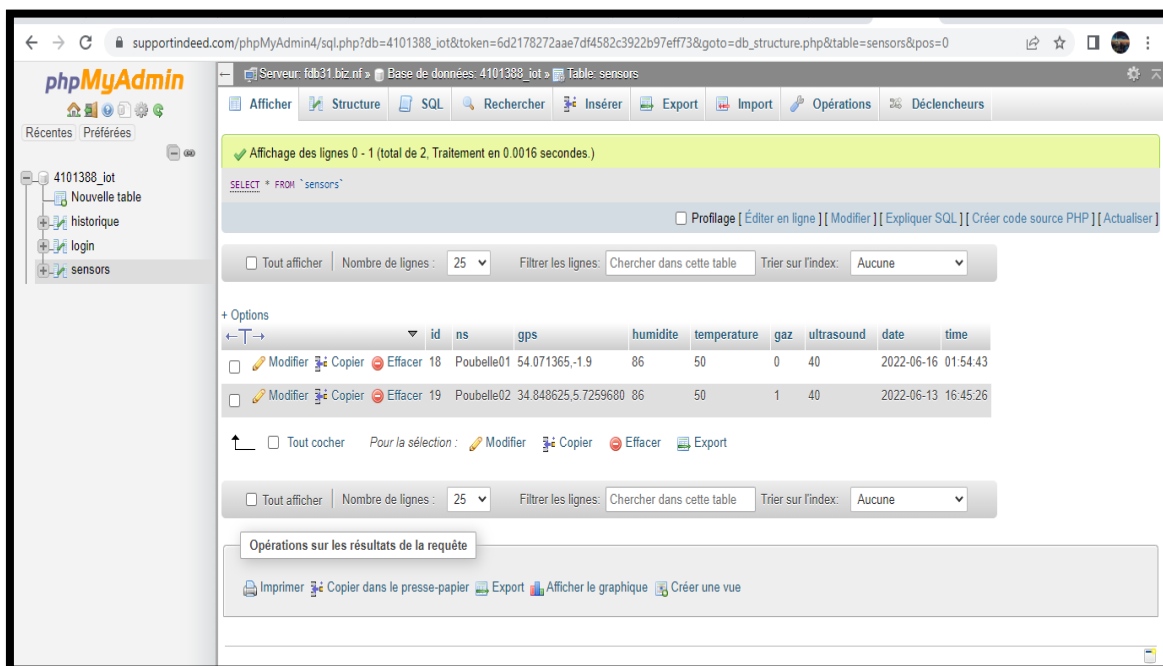 supportindeed.com/phpMyAdmin4/sql.php?db=4101388_iot&token=6d2178272aae7df4582c3922b97eff73&goto=db_structure.php&table=sensors&pos=0
phpMyAdmin
Récentes Préférées
4101388_iot
Nouvelle table
historique
login
sensors
Serveur: fdb31.biz.nf » Base de données: 4101388_iot » Table: sensors
Afficher Structure SQL Rechercher Insérer Export Import Opérations Déclencheurs
Affichage des lignes 0 - 1 (total de 2, Traitement en 0.0016 secondes.)
SELECT * FROM `sensors`
Profilage [ Éditer en ligne ] [ Modifier ] [ Expliquer SQL ] [ Créer code source PHP ] [ Actualiser ]
Tout afficher Nombre de lignes : 25 Filtrer les lignes: Chercher dans cette table Trier sur l'index: Aucune
+ Options
←T→ id ns gps humidite temperature gaz ultrasound date time
Modifier Copier Effacer 18 Poubelle01 54.071365,-1.9 86 50 0 40 2022-06-16 01:54:43
Modifier Copier Effacer 19 Poubelle02 34.848625,5.7259680 86 50 1 40 2022-06-13 16:45:26
Tout cocher Pour la sélection : Modifier Copier Effacer Export
Tout afficher Nombre de lignes : 25 Filtrer les lignes: Chercher dans cette table Trier sur l'index: Aucune
Opérations sur les résultats de la requête
Imprimer Copier dans le presse-papier Export Afficher le graphique Créer une vue